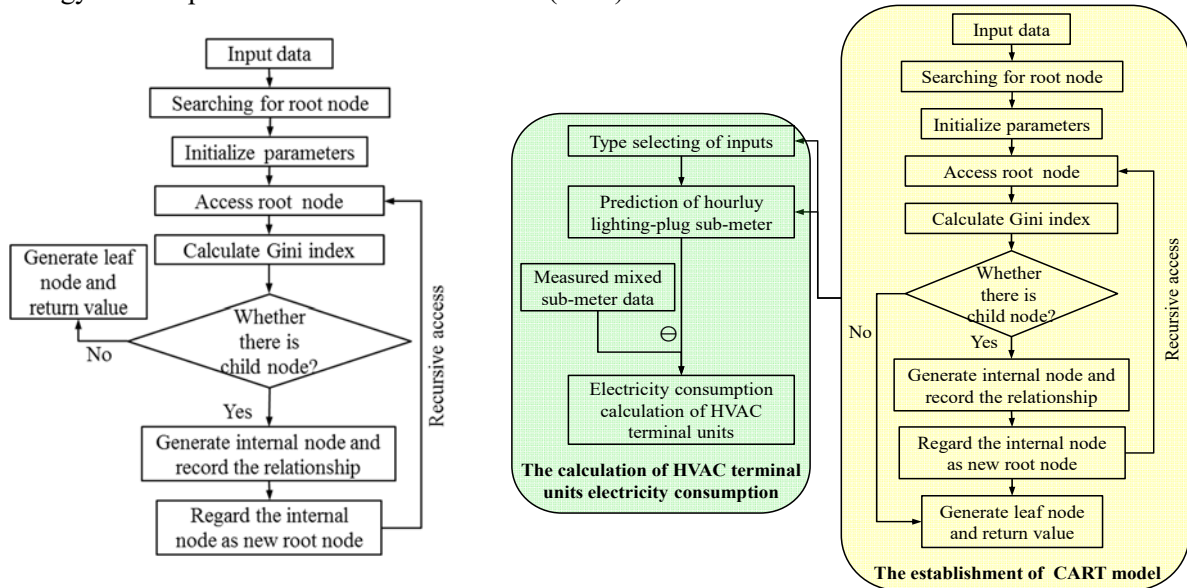 Input data
Searching for root node
Initialize parameters
Access root node
Calculate Gini index
Generate leaf
node and
return value
Whether
there is
child node?
No
Yes
Generate internal node and
record the relationship
Regard the internal
node as new root node
Recursive access
Type selecting of inputs
Prediction of hourluy
lighting-plug sub-meter
Measured mixed
sub-meter data
Electricity consumption
calculation of HVAC
terminal units
The calculation of HVAC terminal
units electricity consumption
Input data
Searching for root node
Initialize parameters
Access root node
Calculate Gini index
Whether
there is
child node?
No
Yes
Generate internal node and
record the relationship
Regard the internal node
as new root node
Generate leaf node
and return value
Recursive access
The establishment of CART model